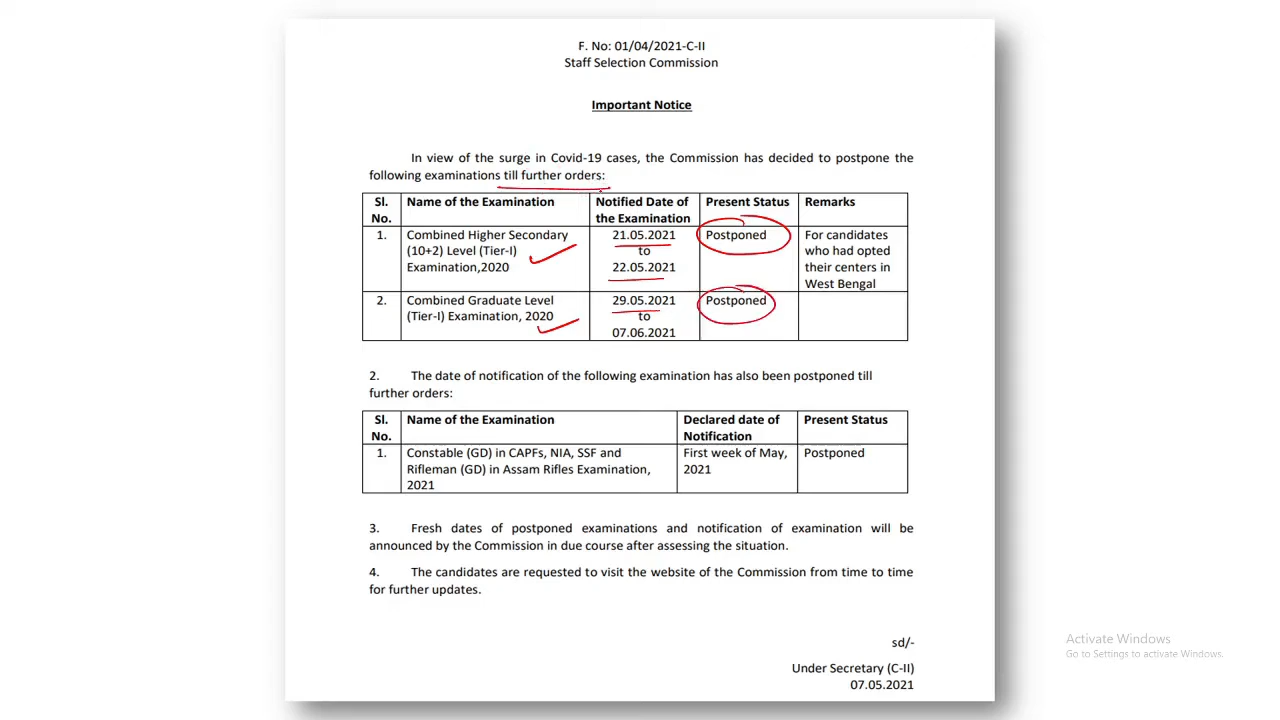 F. No: 01/04/2021-C-II
Staff Selection Commission
Important Notice
In view of the surge in Covid-19 cases, the Commission has decided to postpone the
following examinations till further orders:
Sl. No. Name of the Examination Notified Date of the Examination Present Status Remarks
1. Combined Higher Secondary (10+2) Level (Tier-I) Examination,2020 21.05.2021 to 22.05.2021 Postponed For candidates who had opted their centers in West Bengal
2. Combined Graduate Level (Tier-I) Examination, 2020 29.05.2021 to 07.06.2021 Postponed
2. The date of notification of the following examination has also been postponed till
further orders:
Sl. No. Name of the Examination Declared date of Notification Present Status
1. Constable (GD) in CAPFs, NIA, SSF and Rifleman (GD) in Assam Rifles Examination, 2021 First week of May, 2021 Postponed
3. Fresh dates of postponed examinations and notification of examination will be
announced by the Commission in due course after assessing the situation.
4. The candidates are requested to visit the website of the Commission from time to time
for further updates.
sd/-
Under Secretary (C-II)
07.05.2021
Activate Windows
Go to Settings to activate Windows.